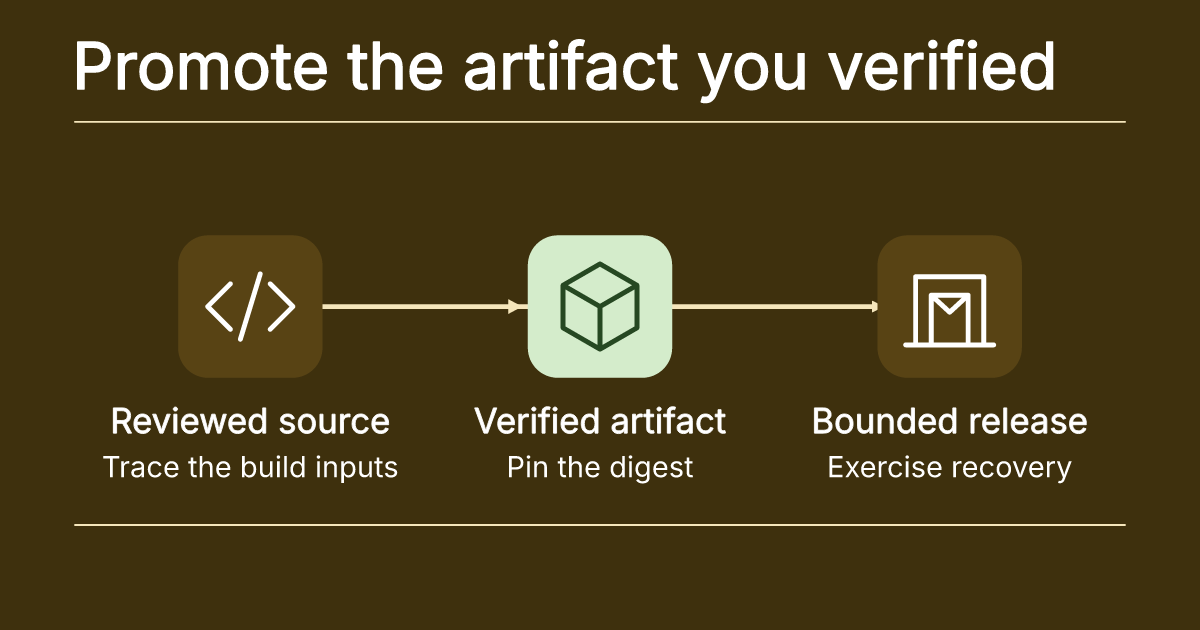 Promote the artifact you verified
Reviewed source
Trace the build inputs
Verified artifact
Pin the digest
Bounded release
Exercise recovery